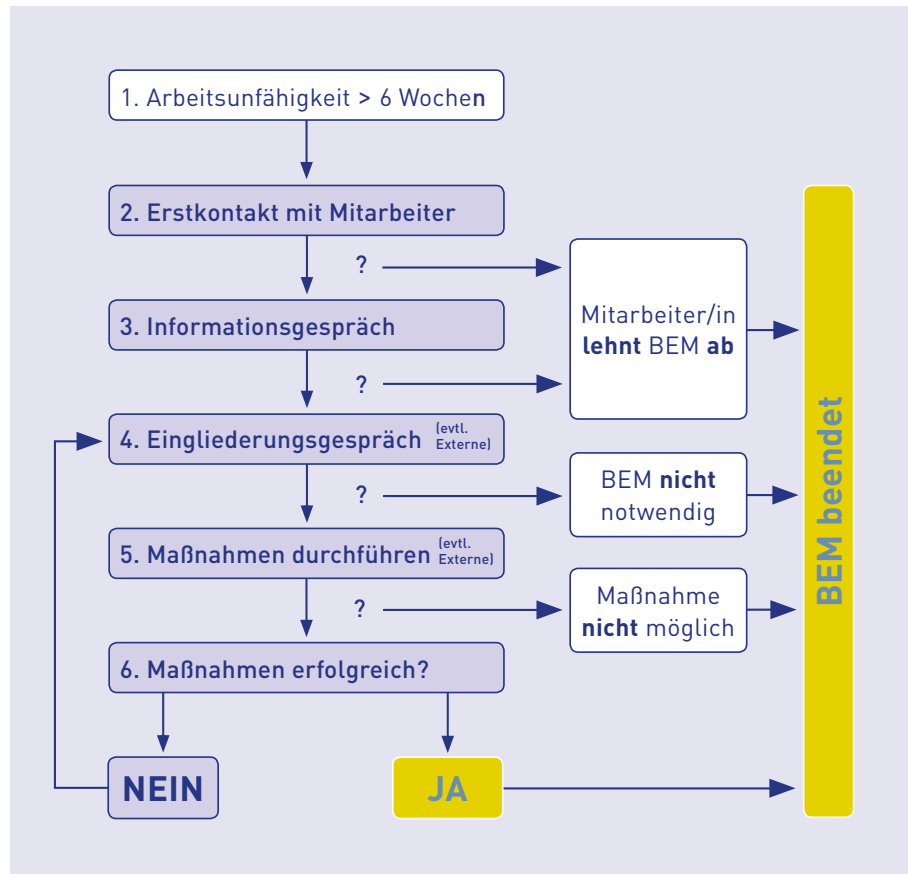 1. Arbeitsunfähigkeit > 6 Wochen
2. Erstkontakt mit Mitarbeiter
?
3. Informationsgespräch
Mitarbeiter/in
lehnt BEM ab
?
4. Eingliederungsgespräch (evtl.
Externe)
?
BEM nicht
notwendig
5. Maßnahmen durchführen (evtl.
Externe)
?
Maßnahme
nicht möglich
6. Maßnahmen erfolgreich?
NEIN
JA
BEM beendet